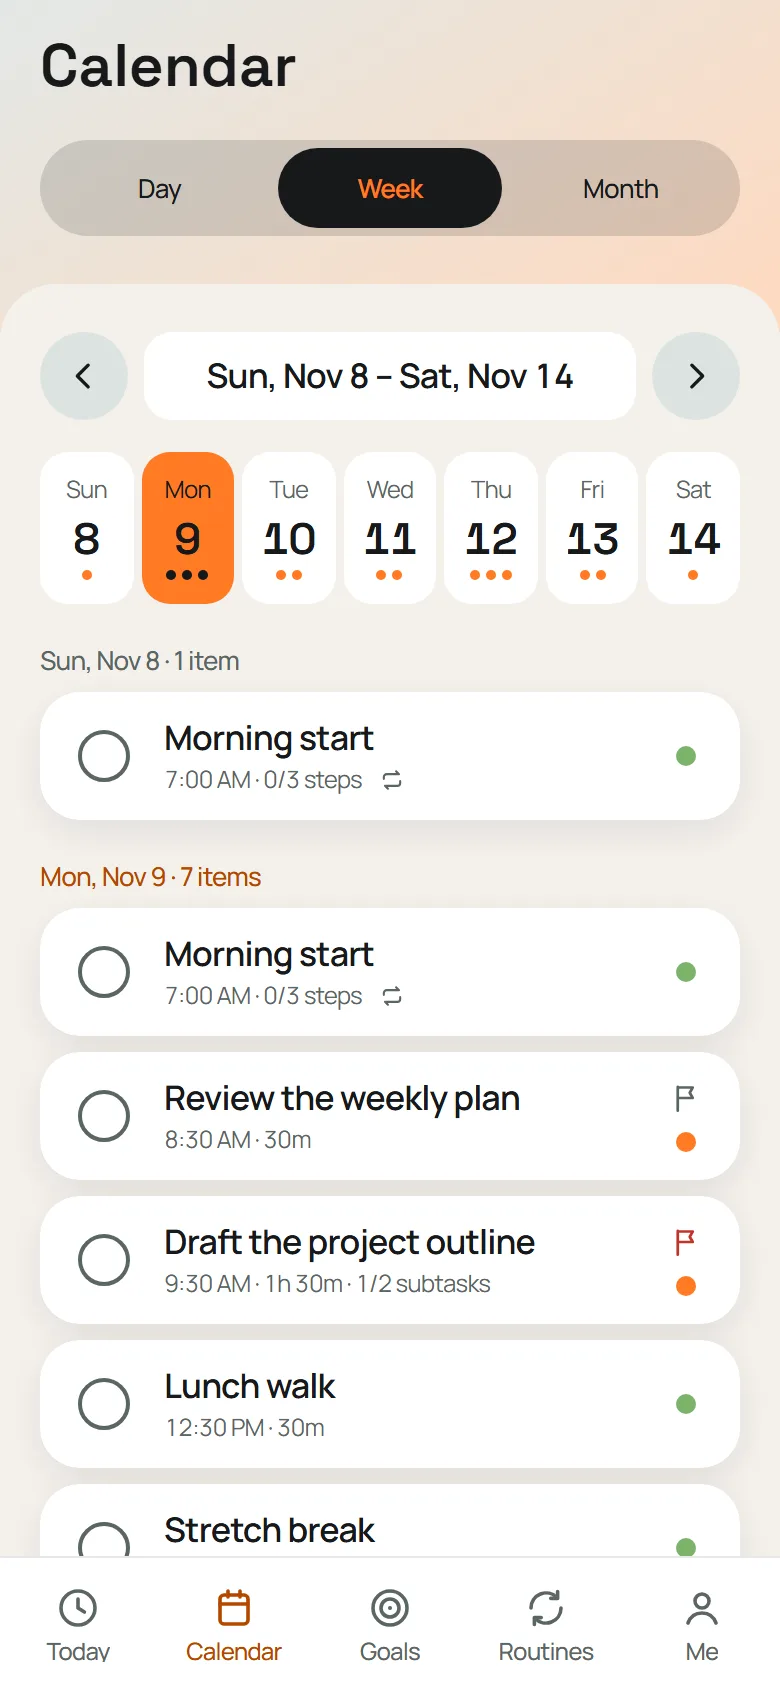 Calendar
Day Week Month
Sun, Nov 8 – Sat, Nov 14
Sun Mon Tue Wed Thu Fri Sat
8 9 10 11 12 13 14
Sun, Nov 8 · 1 item
Morning start
7:00 AM · 0/3 steps
Mon, Nov 9 · 7 items
Morning start
7:00 AM · 0/3 steps
Review the weekly plan
8:30 AM · 30m
Draft the project outline
9:30 AM · 1h 30m · 1/2 subtasks
Lunch walk
12:30 PM · 30m
Stretch break
Today Calendar Goals Routines Me